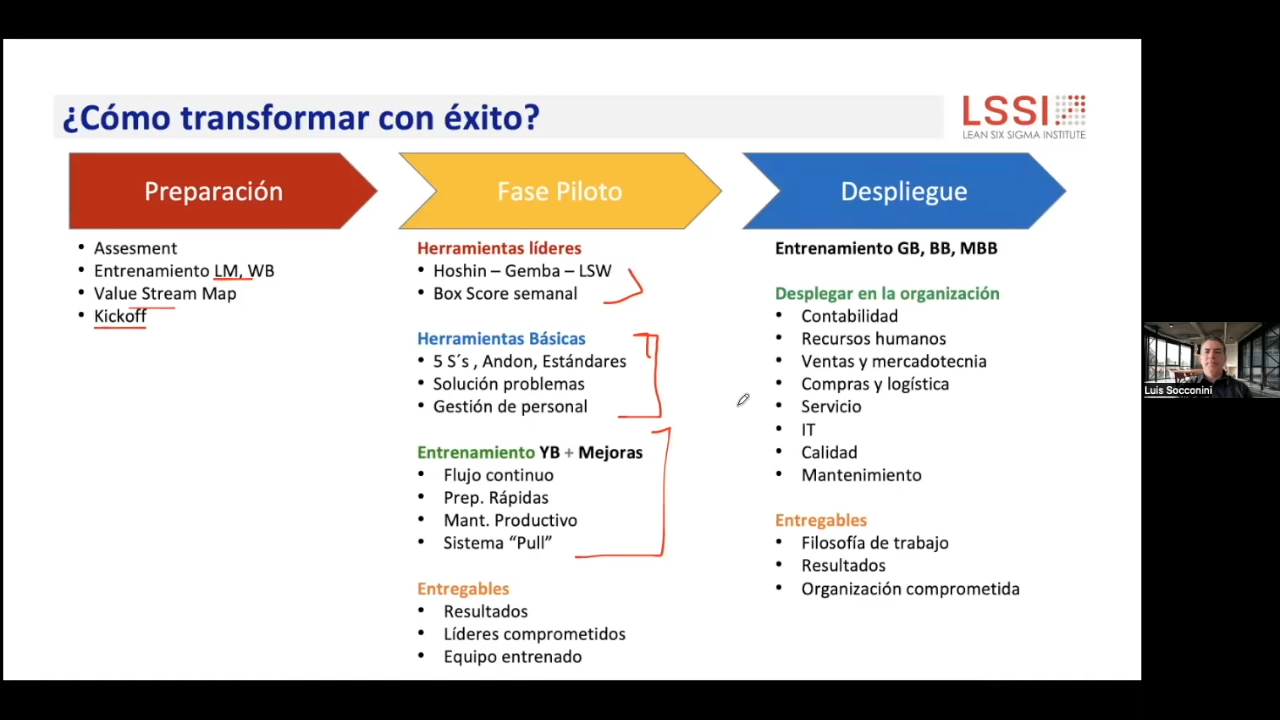 ¿Cómo transformar con éxito?
LSSI
LEAN SIX SIGMA INSTITUTE
Preparación
• Assesment
• Entrenamiento LM, WB
• Value Stream Map
• Kickoff
Fase Piloto
Herramientas líderes
• Hoshin – Gemba – LSW
• Box Score semanal
Herramientas Básicas
• 5 S´s , Andon, Estándares
• Solución problemas
• Gestión de personal
Entrenamiento YB + Mejoras
• Flujo continuo
• Prep. Rápidas
• Mant. Productivo
• Sistema “Pull”
Entregables
• Resultados
• Líderes comprometidos
• Equipo entrenado
Despliegue
Entrenamiento GB, BB, MBB
Desplegar en la organización
• Contabilidad
• Recursos humanos
• Ventas y mercadotecnia
• Compras y logística
• Servicio
• IT
• Calidad
• Mantenimiento
Entregables
• Filosofía de trabajo
• Resultados
• Organización comprometida
Luis Socconini